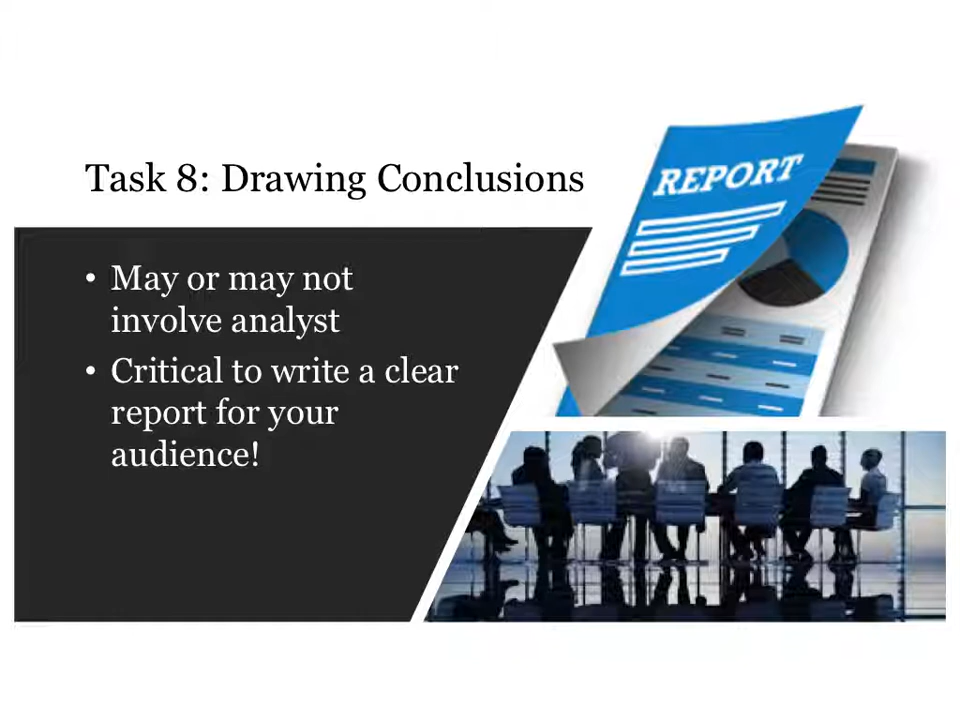 Task 8: Drawing Conclusions
• May or may not
involve analyst
• Critical to write a clear
report for your
audience!
REPORT